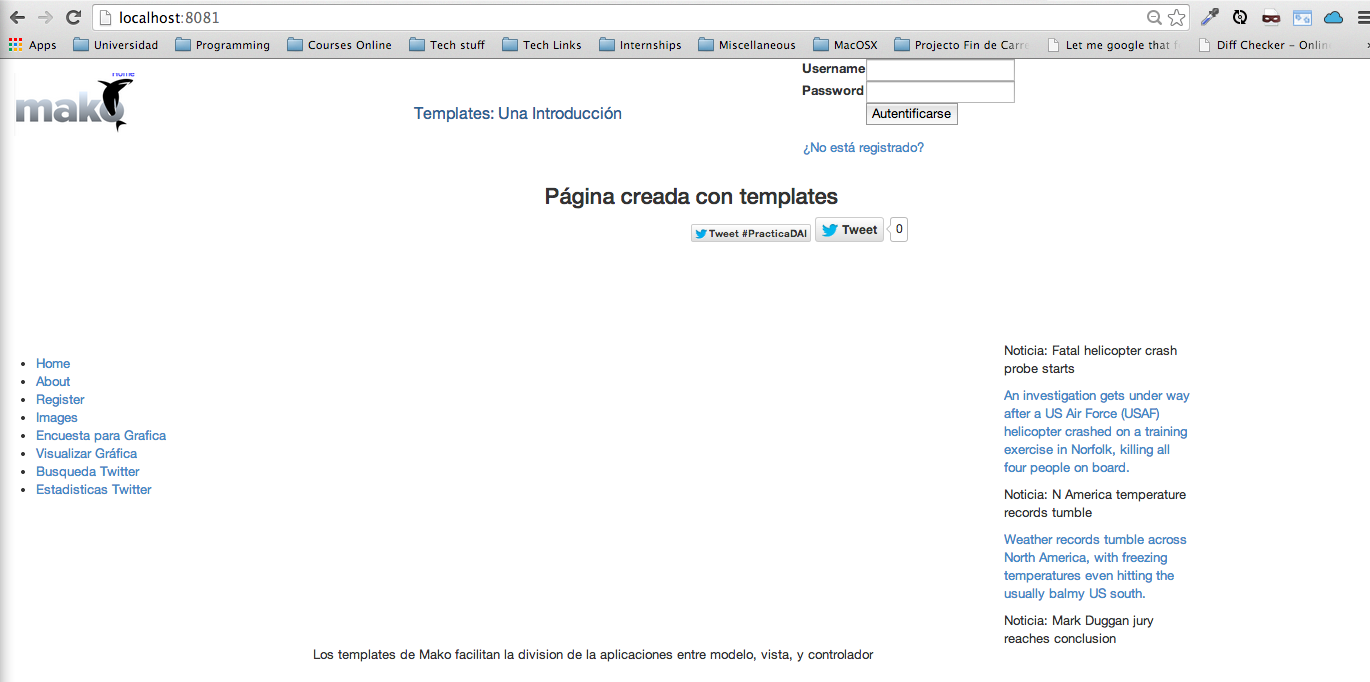 localhost:8081
Apps Universidad Programming Courses Online Tech stuff Tech Links Internships Miscellaneous MacOSX Projecto Fin de Carre Let me google that f Diff Checker – Onlin
Home
mako
Templates: Una Introducción
Username
Password
Autentificarse
¿No está registrado?
Página creada con templates
Tweet #PracticaDAI Tweet 0
Home
About
Register
Images
Encuesta para Grafica
Visualizar Gráfica
Busqueda Twitter
Estadisticas Twitter
Noticia: Fatal helicopter crash
probe starts
An investigation gets under way
after a US Air Force (USAF)
helicopter crashed on a training
exercise in Norfolk, killing all
four people on board.
Noticia: N America temperature
records tumble
Weather records tumble across
North America, with freezing
temperatures even hitting the
usually balmy US south.
Noticia: Mark Duggan jury
reaches conclusion
Los templates de Mako facilitan la division de la aplicaciones entre modelo, vista, y controlador